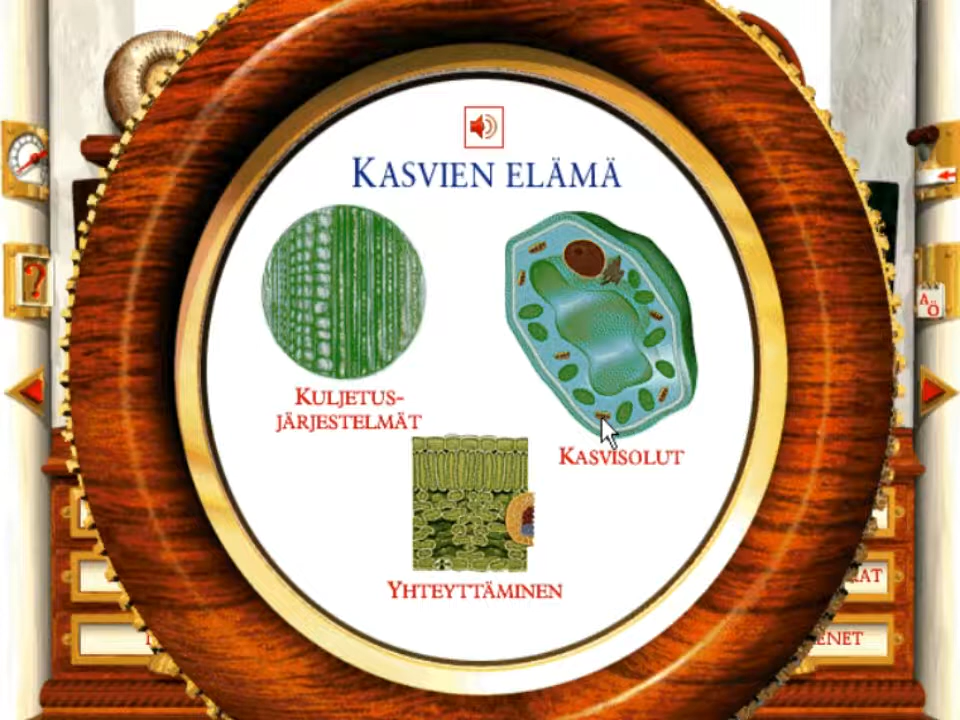 KASVIEN ELÄMÄ
KULJETUS-
JÄRJESTELMÄT
KASVISOLUT
YHTEYTTÄMINEN
?
A
Ö